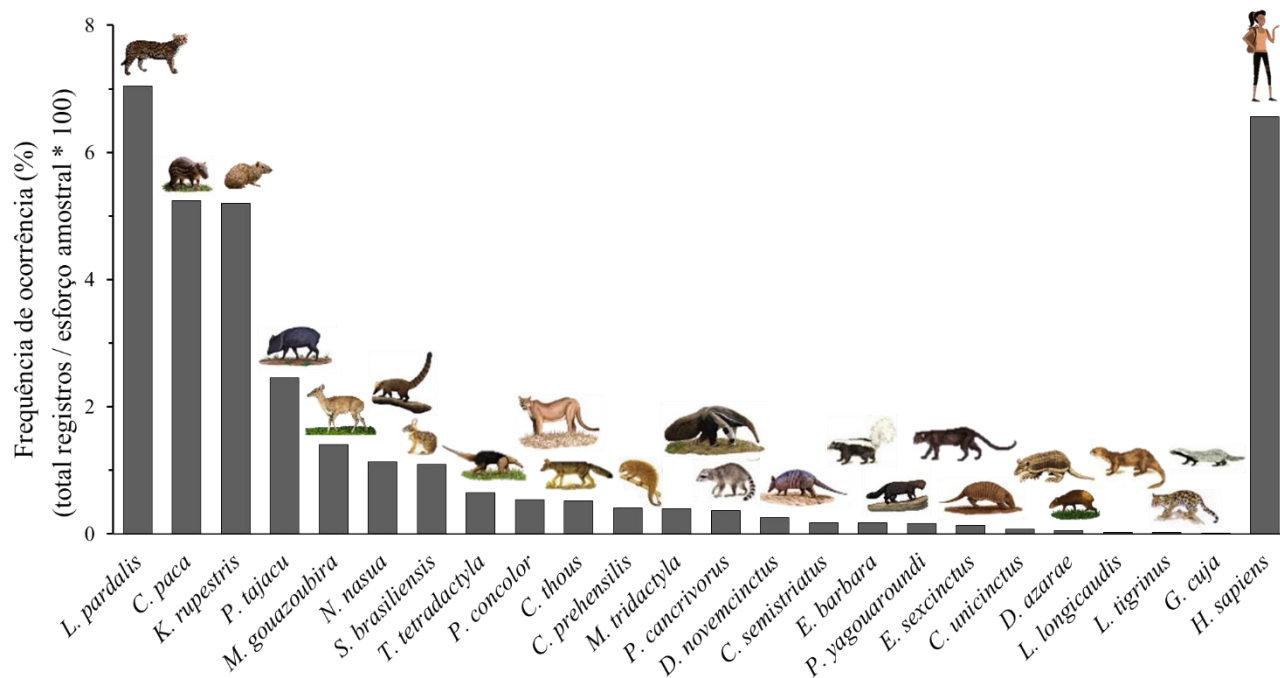 Frequência de ocorrência (%)
(total registros / esforço amostral * 100)
8
6
4
2
0
L. pardalis
C. paca
K. rupestris
P. tajacu
M. gouazoubira
N. nasua
S. brasiliensis
T. tetradactyla
P. concolor
C. thous
C. prehensilis
M. tridactyla
P. cancrivorus
D. novemcinctus
C. semistriatus
E. barbara
P. yagouaroundi
E. sexcinctus
C. unicinctus
D. azarae
L. longicaudis
L. tigrinus
G. cuja
H. sapiens